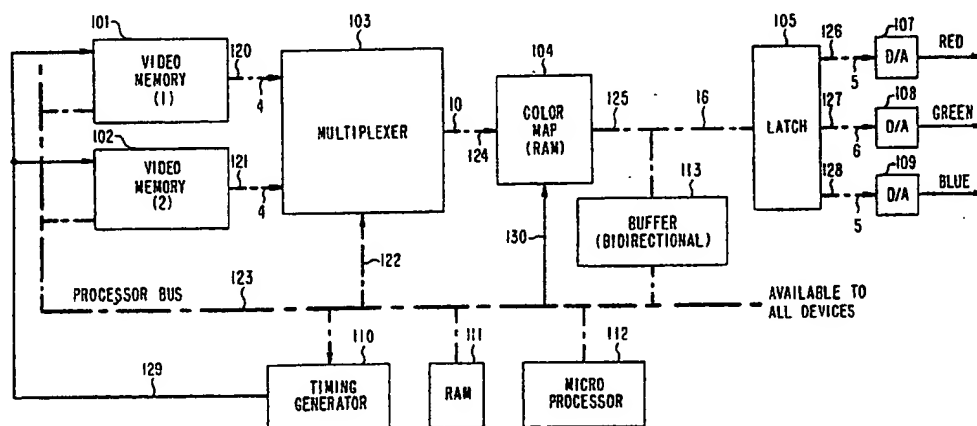 101
VIDEO
MEMORY
(1)
120
4
102
VIDEO
MEMORY
(2)
121
4
103
MULTIPLEXER
122
10
124
104
COLOR
MAP
(RAM)
125
16
130
105
LATCH
126
5
127
6
128
5
107
D/A
RED
108
D/A
GREEN
109
D/A
BLUE
113
BUFFER
(BIDIRECTIONAL)
PROCESSOR BUS
123
AVAILABLE TO
ALL DEVICES
129
110
TIMING
GENERATOR
111
RAM
112
MICRO
PROCESSOR